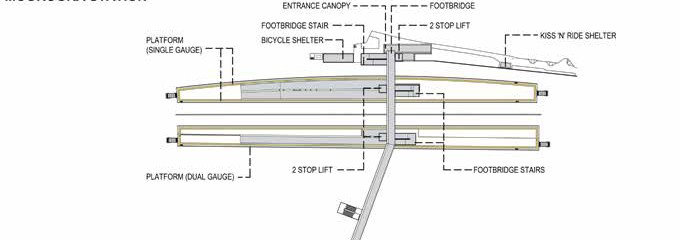 ENTRANCE CANOPY
FOOTBRIDGE
FOOTBRIDGE STAIR
2 STOP LIFT
BICYCLE SHELTER
KISS 'N' RIDE SHELTER
PLATFORM
(SINGLE GAUGE)
2 STOP LIFT
FOOTBRIDGE STAIRS
PLATFORM (DUAL GAUGE)